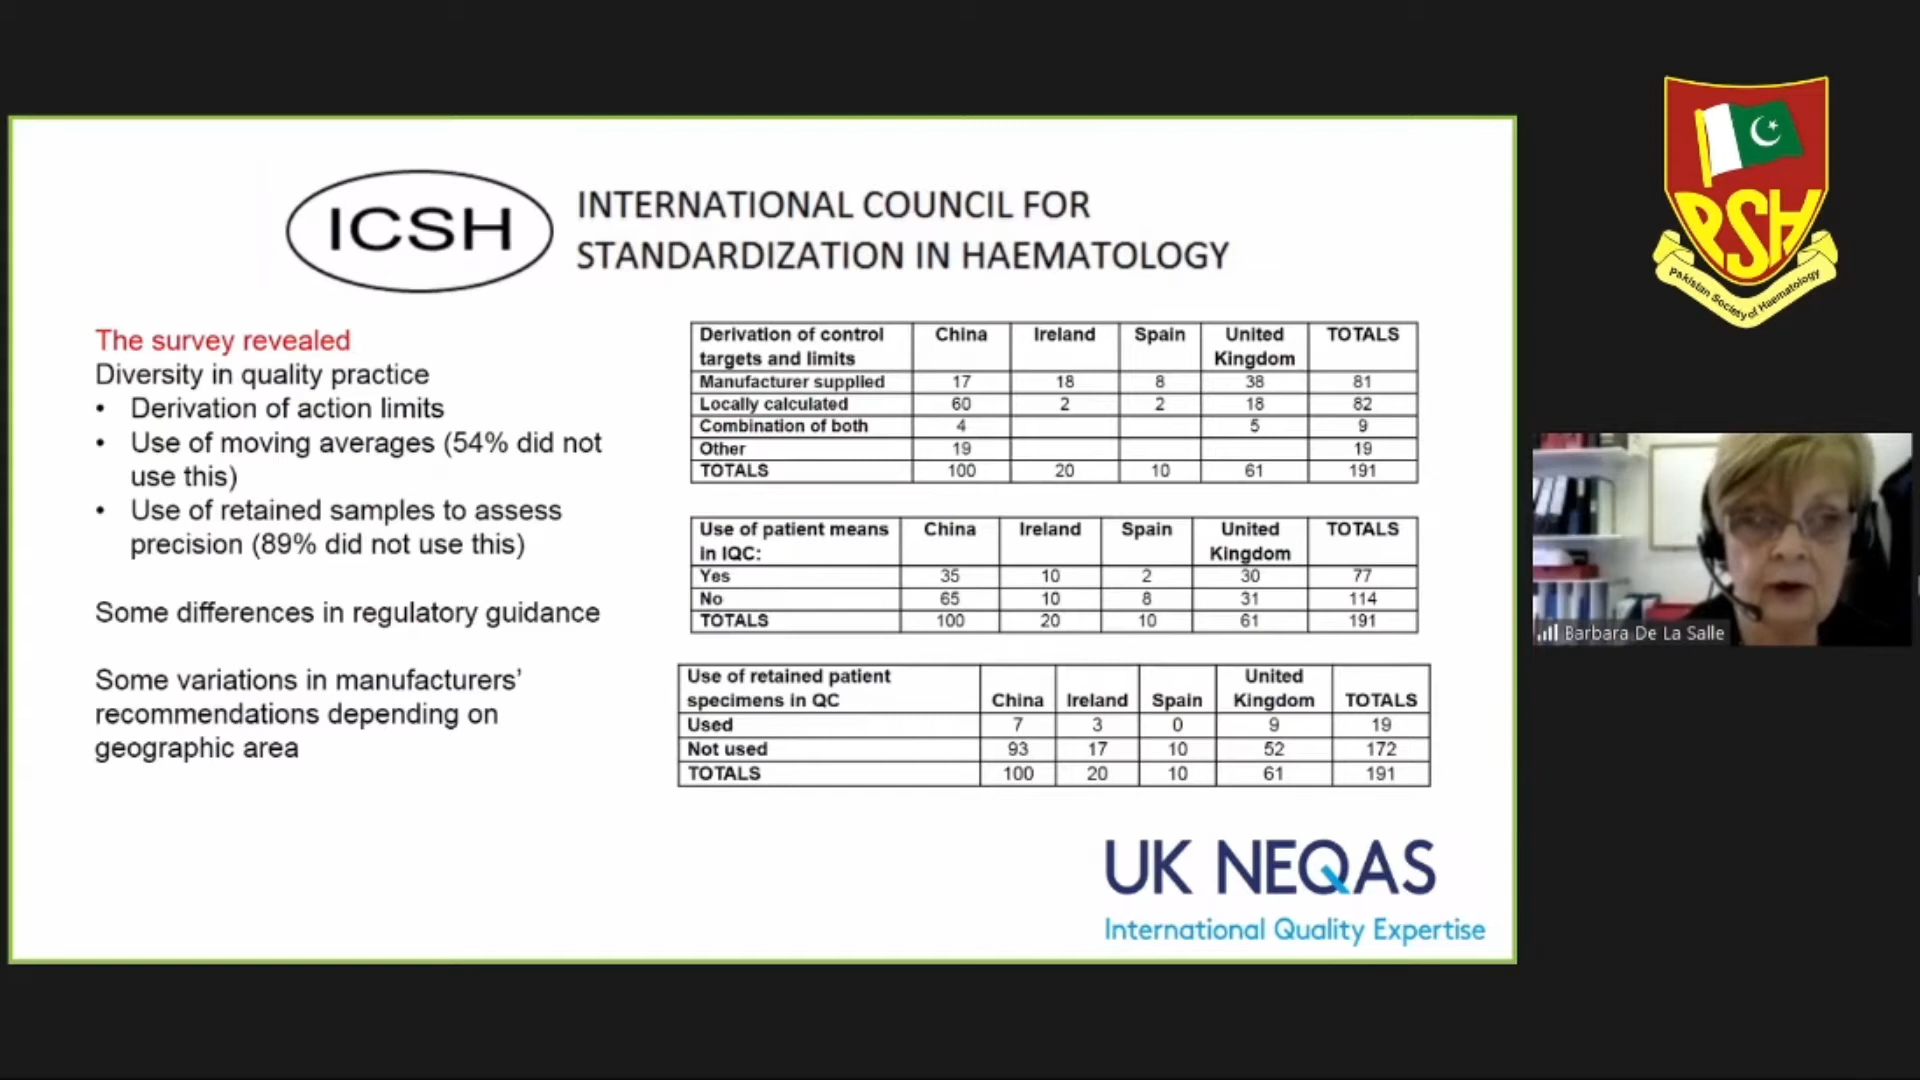 ICSH
INTERNATIONAL COUNCIL FOR
STANDARDIZATION IN HAEMATOLOGY
The survey revealed
Diversity in quality practice
• Derivation of action limits
• Use of moving averages (54% did not
use this)
• Use of retained samples to assess
precision (89% did not use this)
Some differences in regulatory guidance
Some variations in manufacturers’
recommendations depending on
geographic area
Derivation of control targets and limits China Ireland Spain United Kingdom TOTALS
Manufacturer supplied 17 18 8 38 81
Locally calculated 60 2 2 18 82
Combination of both 4 5 9
Other 19 19
TOTALS 100 20 10 61 191
Use of patient means in IQC: China Ireland Spain United Kingdom TOTALS
Yes 35 10 2 30 77
No 65 10 8 31 114
TOTALS 100 20 10 61 191
Use of retained patient specimens in QC China Ireland Spain United Kingdom TOTALS
Used 7 3 0 9 19
Not used 93 17 10 52 172
TOTALS 100 20 10 61 191
UK NEQAS
International Quality Expertise
PSH
Pakistan Society of Haematology
Barbara De La Salle